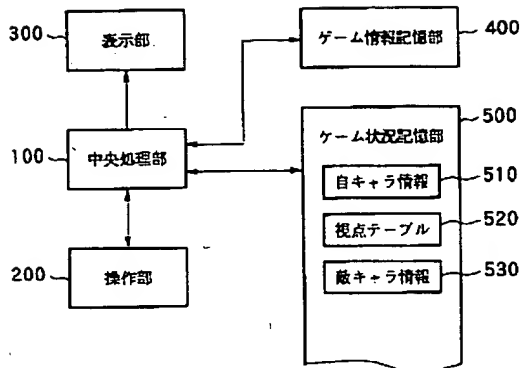 300
表示部
ゲーム情報記憶部
400
100
中央処理部
ゲーム状況記憶部
500
自キャラ情報
510
視点テーブル
520
敵キャラ情報
530
200
操作部